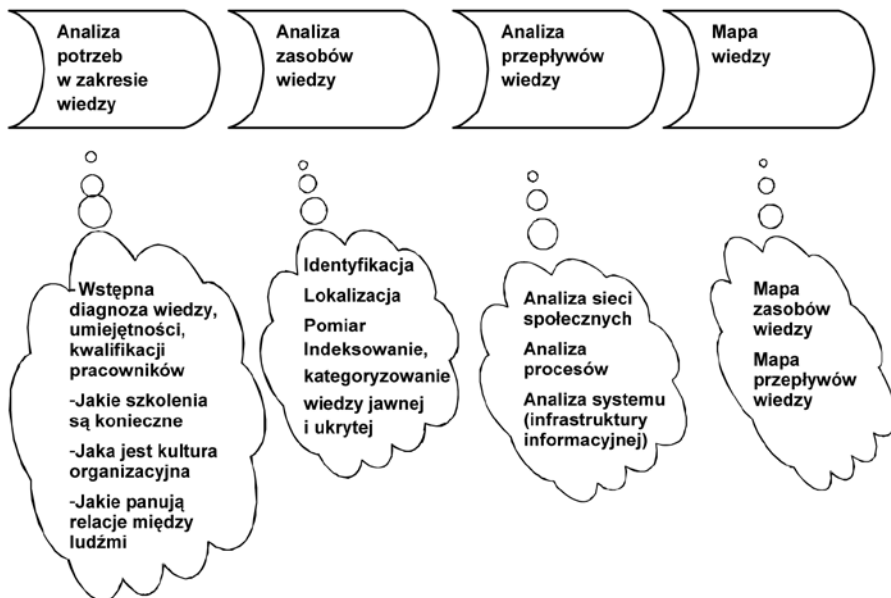 Analiza
potrzeb
w zakresie
wiedzy
Analiza
zasobów
wiedzy
Analiza
przepływów
wiedzy
Mapa
wiedzy
- Wstępna
diagnoza wiedzy,
umiejętności,
kwalifikacji
pracowników
-Jakie szkolenia
są konieczne
-Jaka jest kultura
organizacyjna
-Jakie panują
relacje między
ludźmi
Identyfikacja
Lokalizacja
Pomiar
Indeksowanie,
kategoryzowanie
wiedzy jawnej
i ukrytej
Analiza sieci
społecznych
Analiza
procesów
Analiza systemu
(infrastruktury
informacyjnej)
Mapa
zasobów
wiedzy
Mapa
przepływów
wiedzy